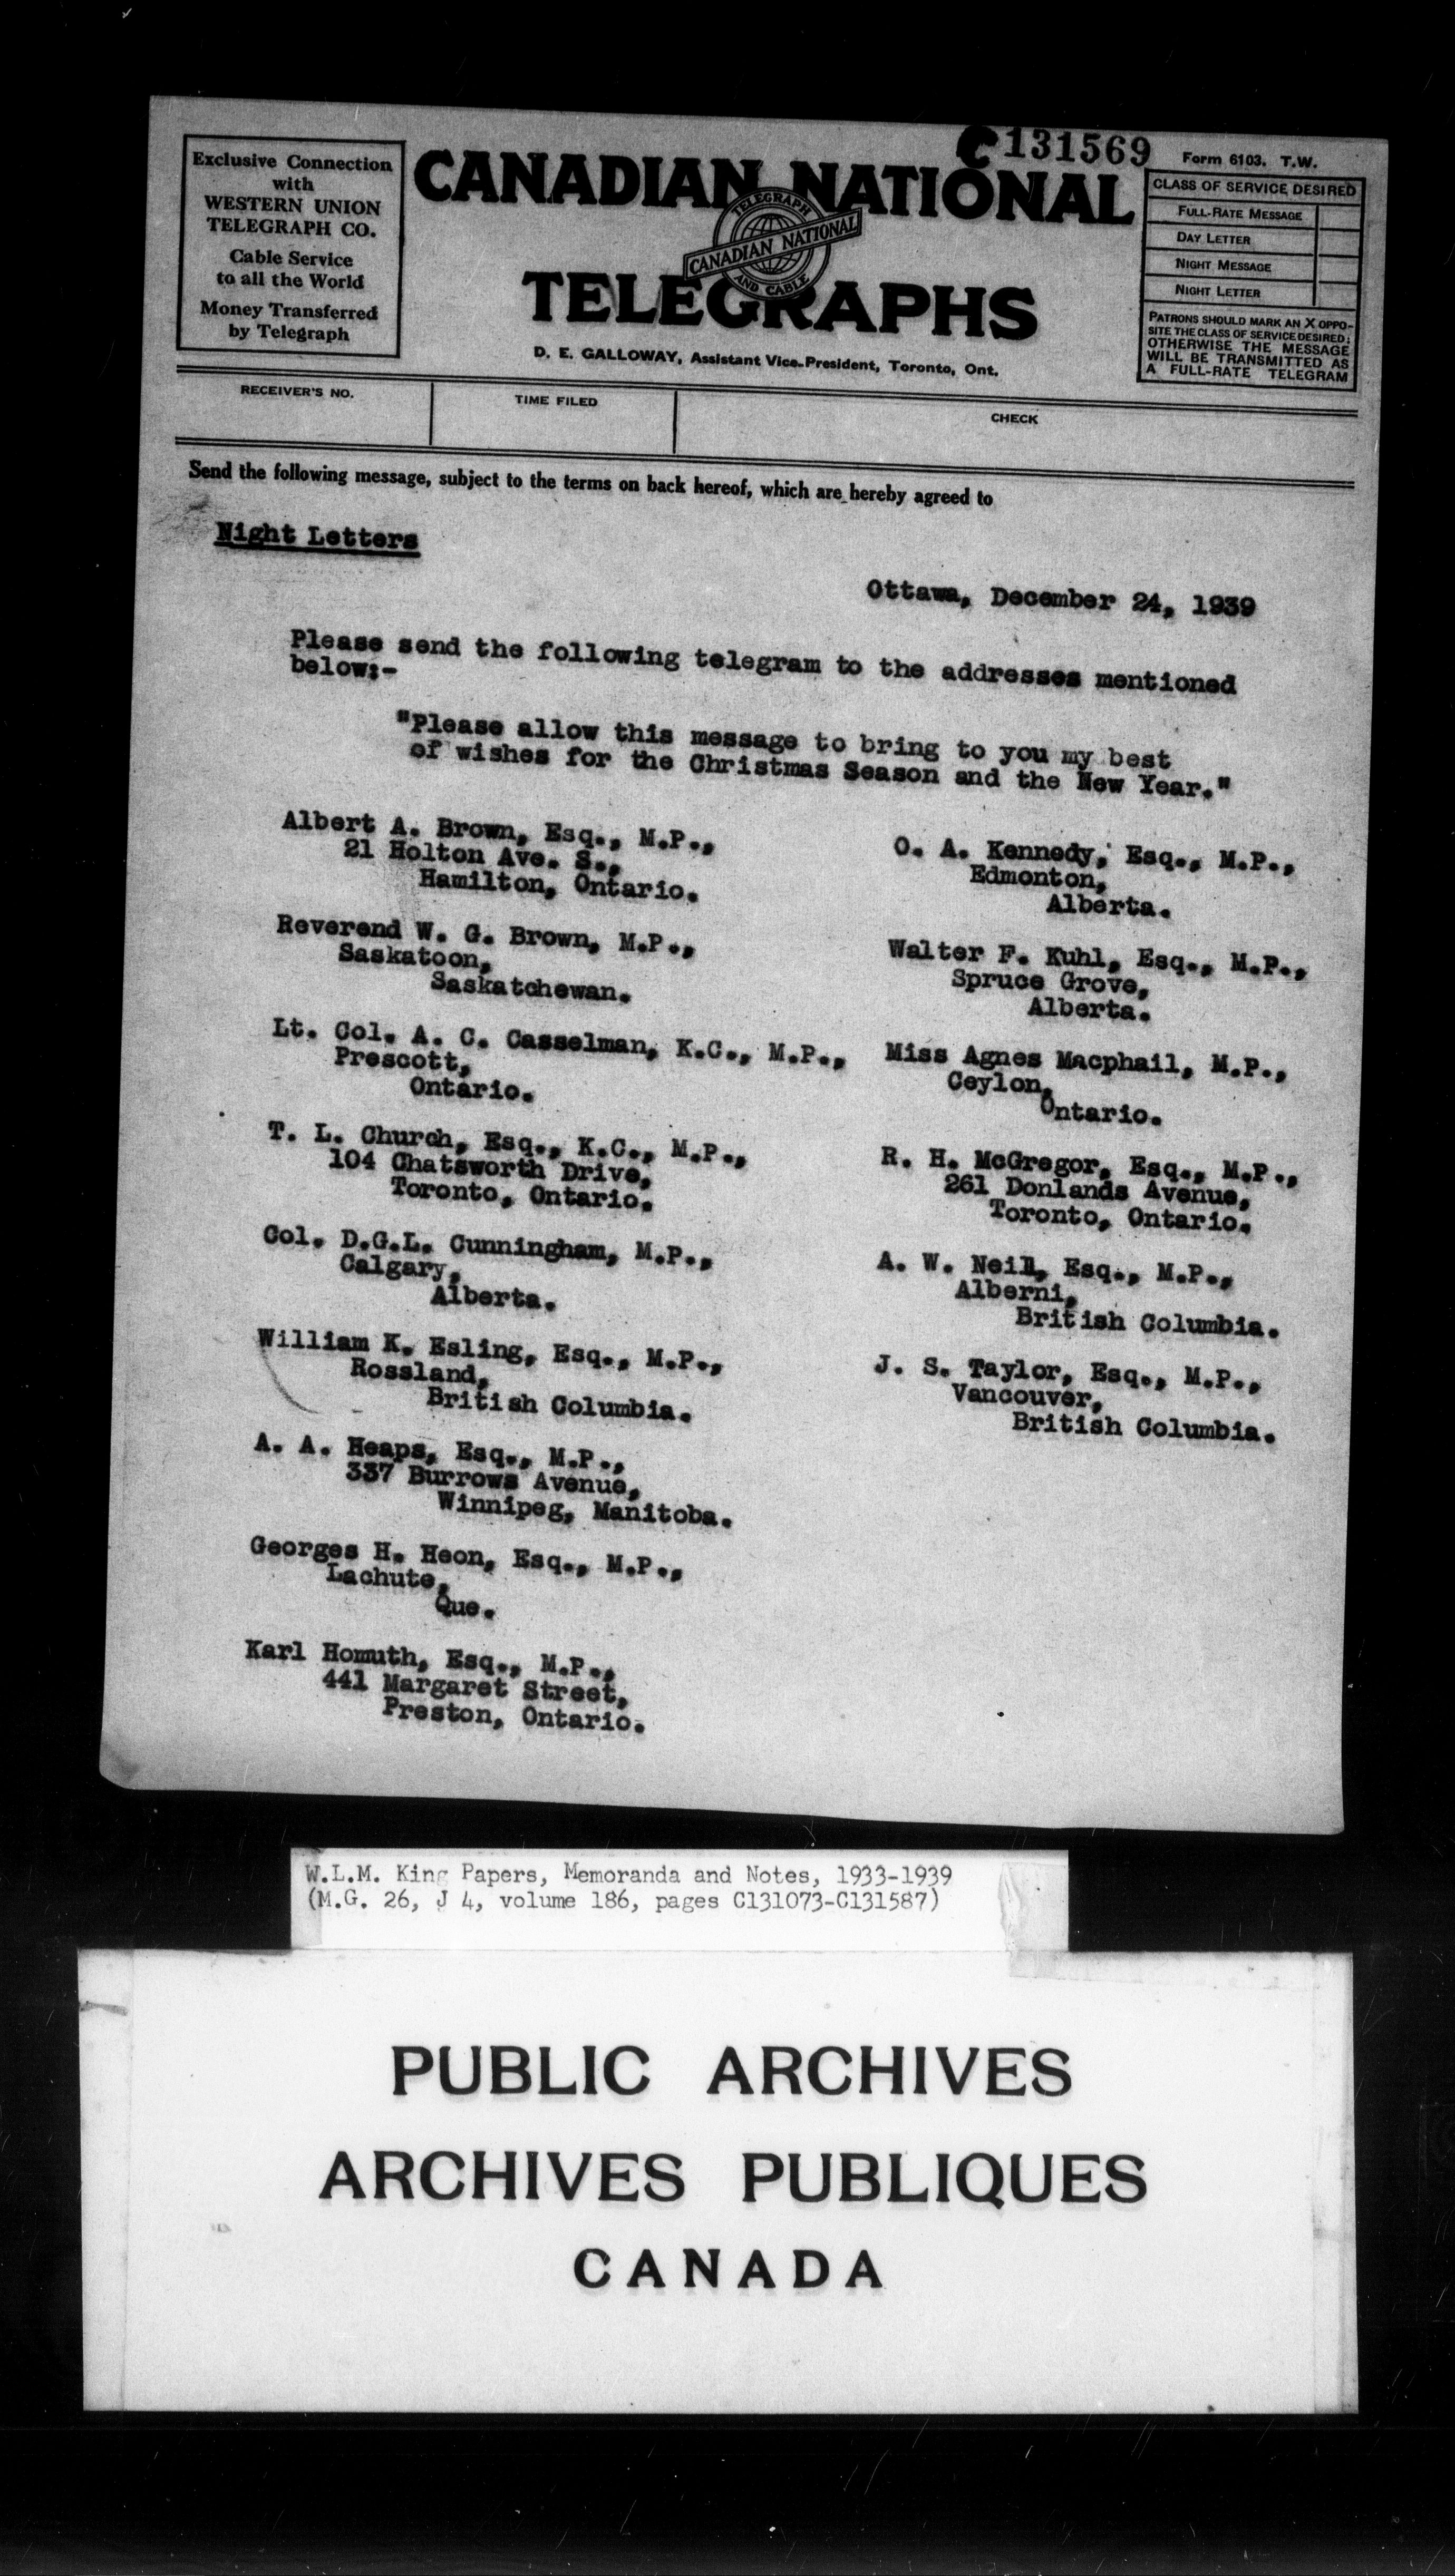 C131569
Form 6103. T.W.
Exclusive Connection
with
WESTERN UNION
TELEGRAPH CO.
Cable Service
to all the World
Money Transferred
by Telegraph
CANADIAN NATIONAL
TELEGRAPH
CANADIAN NATIONAL
AND CABLE
TELEGRAPHS
D. E. GALLOWAY, Assistant Vice-President, Toronto, Ont.
CLASS OF SERVICE DESIRED
FULL-RATE MESSAGE
DAY LETTER
NIGHT MESSAGE
NIGHT LETTER
PATRONS SHOULD MARK AN X OPPO-
SITE THE CLASS OF SERVICE DESIRED;
OTHERWISE THE MESSAGE
WILL BE TRANSMITTED AS
A FULL-RATE TELEGRAM
RECEIVER'S NO.
TIME FILED
CHECK
Send the following message, subject to the terms on back hereof, which are hereby agreed to
Night Letters
Ottawa, December 24, 1939
Please send the following telegram to the addresses mentioned
below:-
"Please allow this message to bring to you my best
of wishes for the Christmas Season and the New Year."
Albert A. Brown, Esq., M.P.,
21 Holton Ave. S.,
Hamilton, Ontario.
Reverend W. G. Brown, M.P.,
Saskatoon,
Saskatchewan.
Lt. Col. A. C. Casselman, K.C., M.P.,
Prescott,
Ontario.
T. L. Church, Esq., K.C., M.P.,
104 Chatsworth Drive,
Toronto, Ontario.
Col. D.G.L. Cunningham, M.P.,
Calgary,
Alberta.
William K. Esling, Esq., M.P.,
Rossland,
British Columbia.
A. A. Heaps, Esq., M.P.,
337 Burrows Avenue,
Winnipeg, Manitoba.
Georges H. Heon, Esq., M.P.,
Lachute,
Que.
Karl Homuth, Esq., M.P.,
441 Margaret Street,
Preston, Ontario.
O. A. Kennedy, Esq., M.P.,
Edmonton,
Alberta.
Walter F. Kuhl, Esq., M.P.,
Spruce Grove,
Alberta.
Miss Agnes Macphail, M.P.,
Ceylon,
Ontario.
R. H. McGregor, Esq., M.P.,
261 Donlands Avenue,
Toronto, Ontario.
A. W. Neill, Esq., M.P.,
Alberni,
British Columbia.
J. S. Taylor, Esq., M.P.,
Vancouver,
British Columbia.
W.L.M. King Papers, Memoranda and Notes, 1933-1939
(M.G. 26, J 4, volume 186, pages C131073-C131587)
PUBLIC ARCHIVES
ARCHIVES PUBLIQUES
CANADA